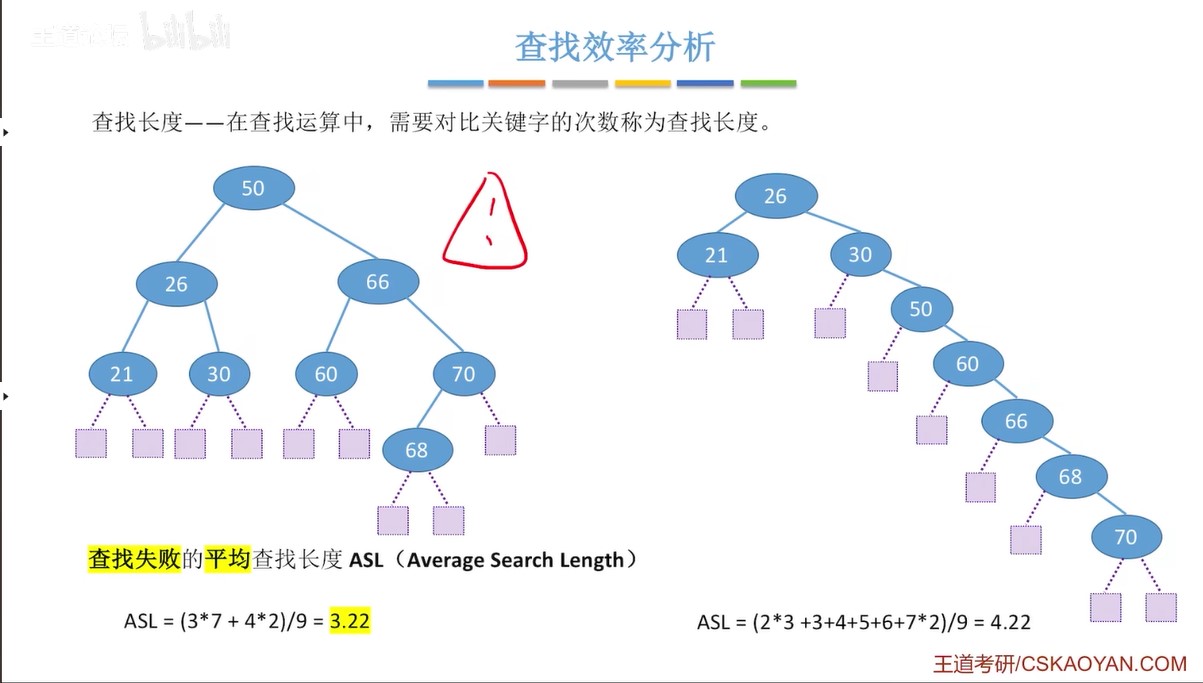 bilibili
查找效率分析
查找长度——在查找运算中，需要对比关键字的次数称为查找长度。
50
26
66
21
30
60
70
68
26
21
30
50
60
66
68
70
查找失败的平均查找长度 ASL（Average Search Length）
ASL = (3*7 + 4*2)/9 = 3.22
ASL = (2*3 +3+4+5+6+7*2)/9 = 4.22
王道考研/CSKAOYAN.COM